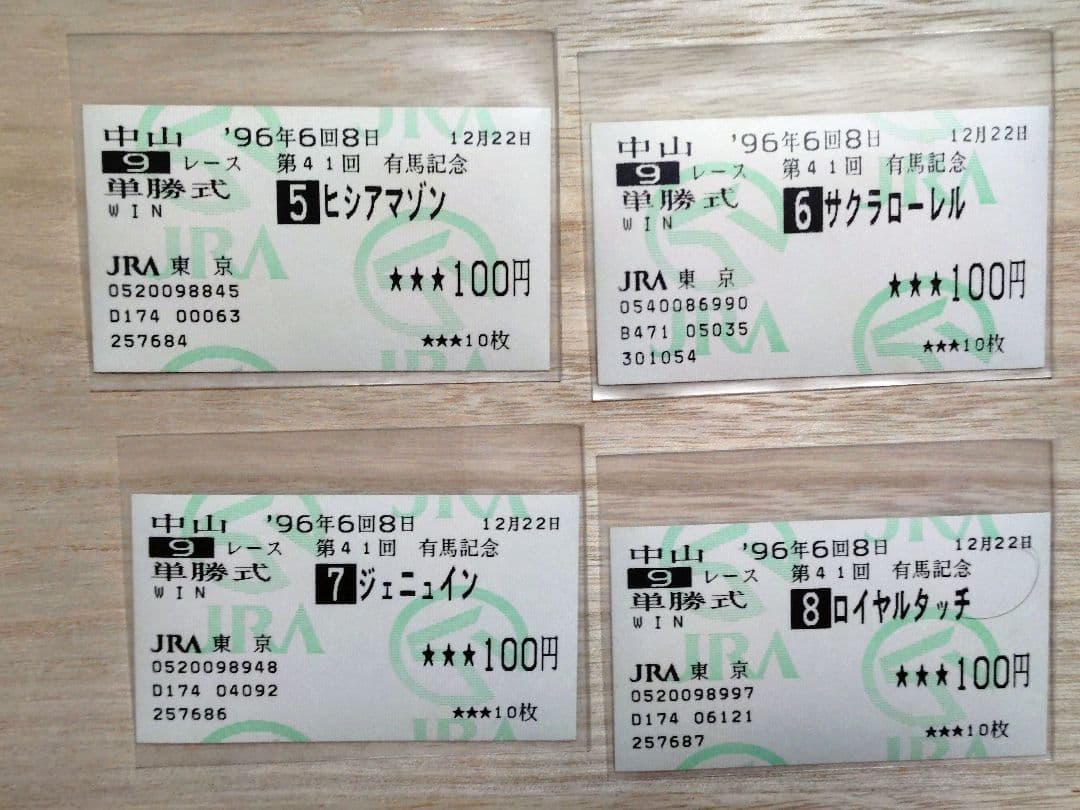 中山 '96年6回8日 12月22日
9 レース 第41回 有馬記念
単勝式
WIN 5 ヒシアマゾン
JRA 東京
0520098845 ★★★100円
D174 00063
257684 ★★★10枚
中山 '96年6回8日 12月22日
9 レース 第41回 有馬記念
単勝式
WIN 6 サクラローレル
JRA 東京
0540086990 ★★★100円
B471 05035
301054 ★★★10枚
中山 '96年6回8日 12月22日
9 レース 第41回 有馬記念
単勝式
WIN 7 ジェニュイン
JRA 東京
0520098948 ★★★100円
D174 04092
257686 ★★★10枚
中山 '96年6回8日 12月22日
9 レース 第41回 有馬記念
単勝式
WIN 8 ロイヤルタッチ
JRA 東京
0520098997 ★★★100円
D174 06121
257687 ★★★10枚